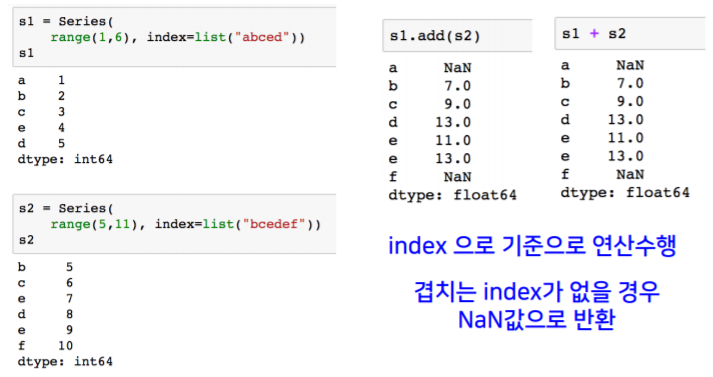 s1 = Series(
    range(1,6), index=list("abced"))
s1
a    1
b    2
c    3
e    4
d    5
dtype: int64
s2 = Series(
    range(5,11), index=list("bcedef"))
s2
b    5
c    6
e    7
d    8
e    9
f    10
dtype: int64
s1.add(s2)
a    NaN
b    7.0
c    9.0
d    13.0
e    11.0
e    13.0
f    NaN
dtype: float64
s1 + s2
a    NaN
b    7.0
c    9.0
d    13.0
e    11.0
e    13.0
f    NaN
dtype: float64
index 으로 기준으로 연산수행
겹치는 index가 없을 경우
NaN값으로 반환